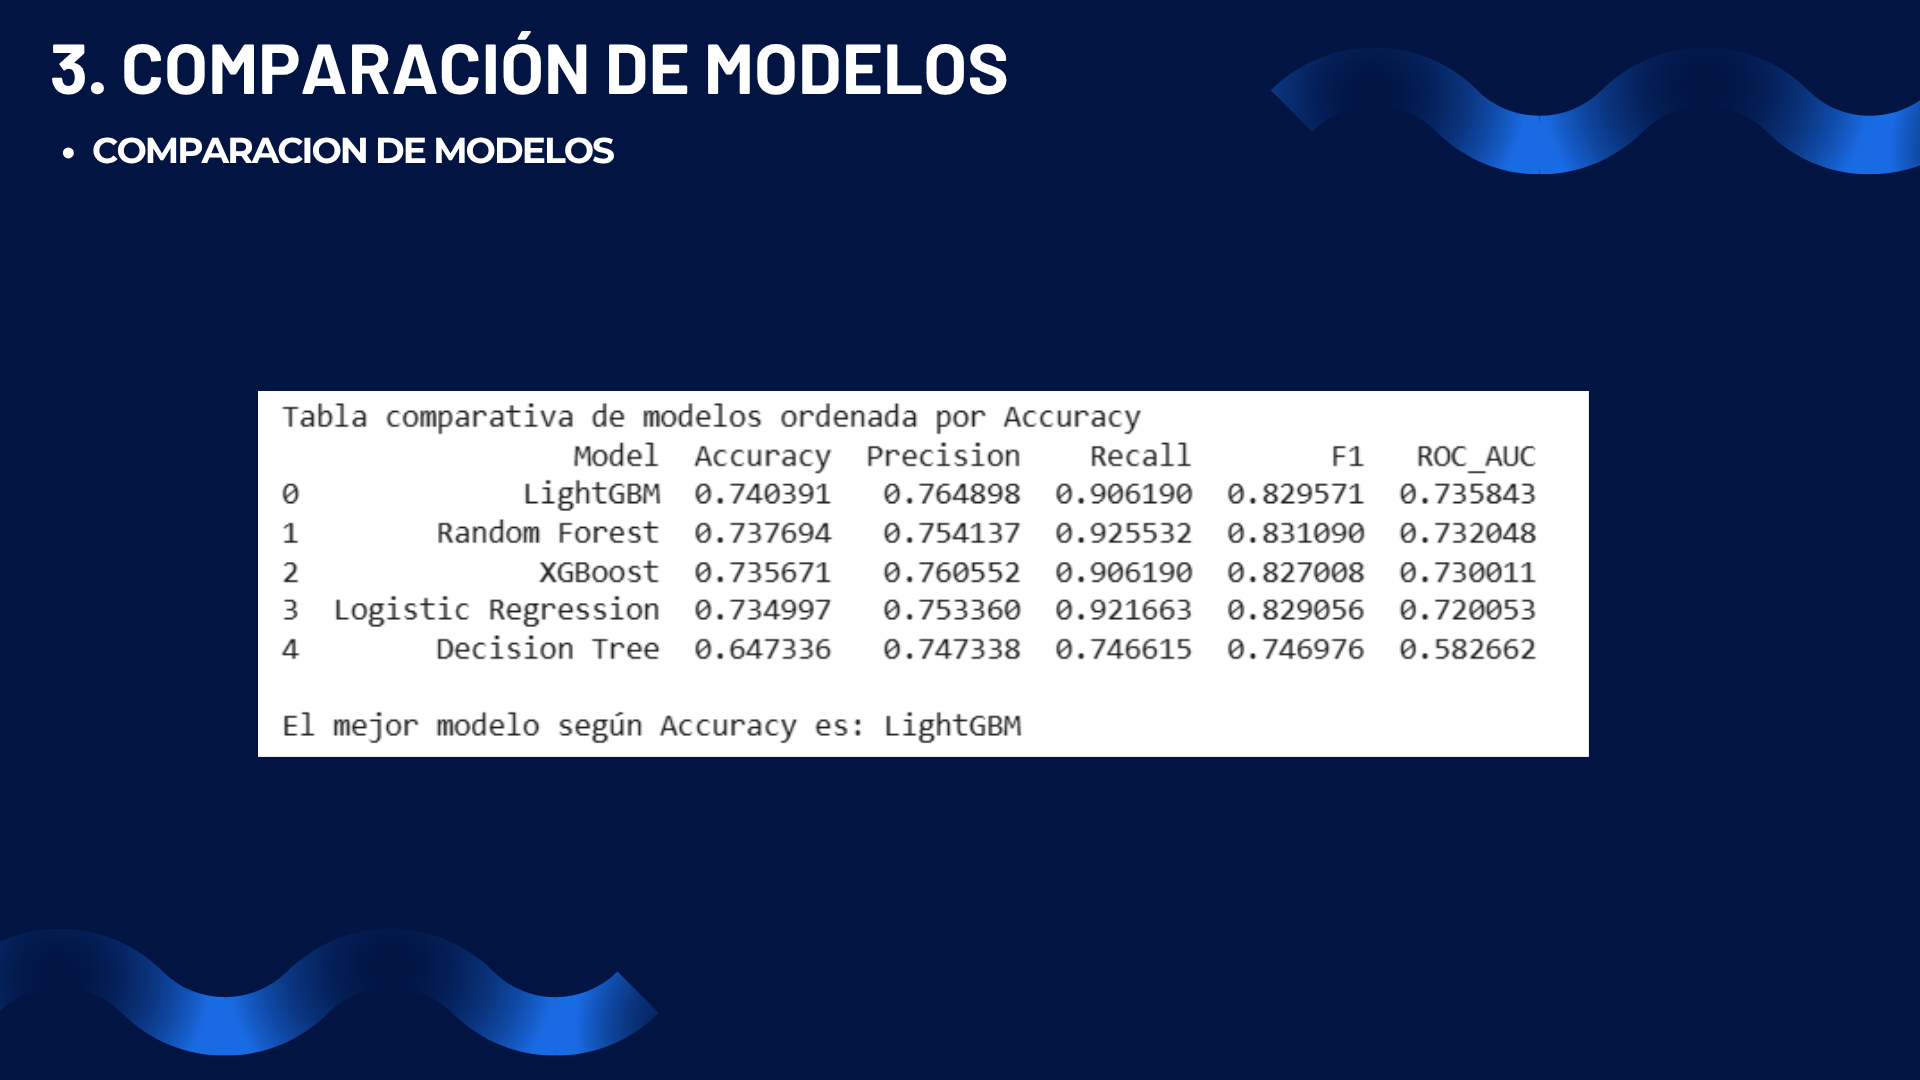 3. COMPARACIÓN DE MODELOS
• COMPARACION DE MODELOS
Tabla comparativa de modelos ordenada por Accuracy
Model Accuracy Precision Recall F1 ROC_AUC
0 LightGBM 0.740391 0.764898 0.906190 0.829571 0.735843
1 Random Forest 0.737694 0.754137 0.925532 0.831090 0.732048
2 XGBoost 0.735671 0.760552 0.906190 0.827008 0.730011
3 Logistic Regression 0.734997 0.753360 0.921663 0.829056 0.720053
4 Decision Tree 0.647336 0.747338 0.746615 0.746976 0.582662
El mejor modelo según Accuracy es: LightGBM